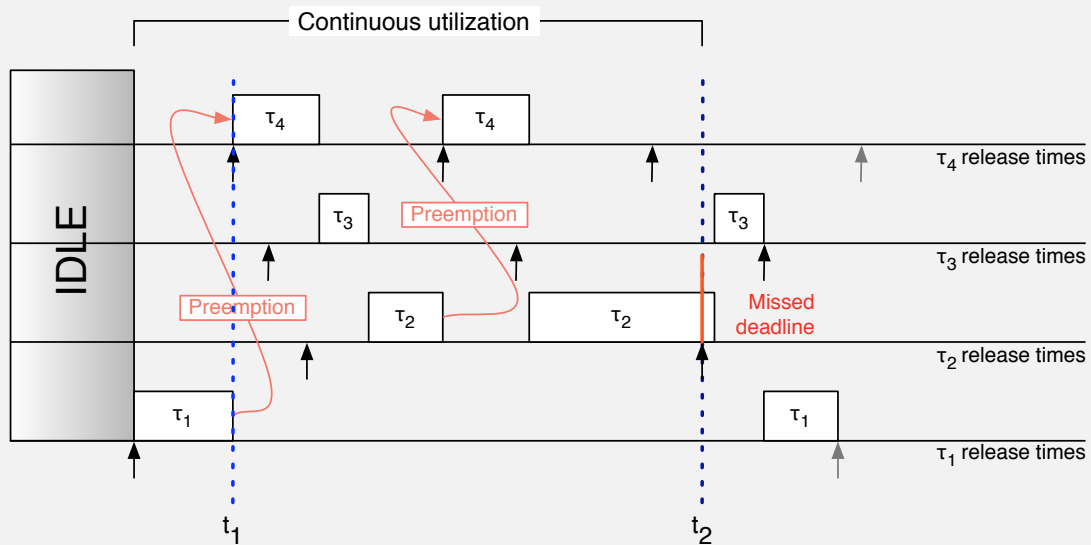 Continuous utilization
IDLE
τ4
τ4
τ4 release times
τ3
Preemption
τ3
τ3 release times
Preemption
τ2
τ2
Missed
deadline
τ2 release times
τ1
τ1
τ1 release times
t1
t2